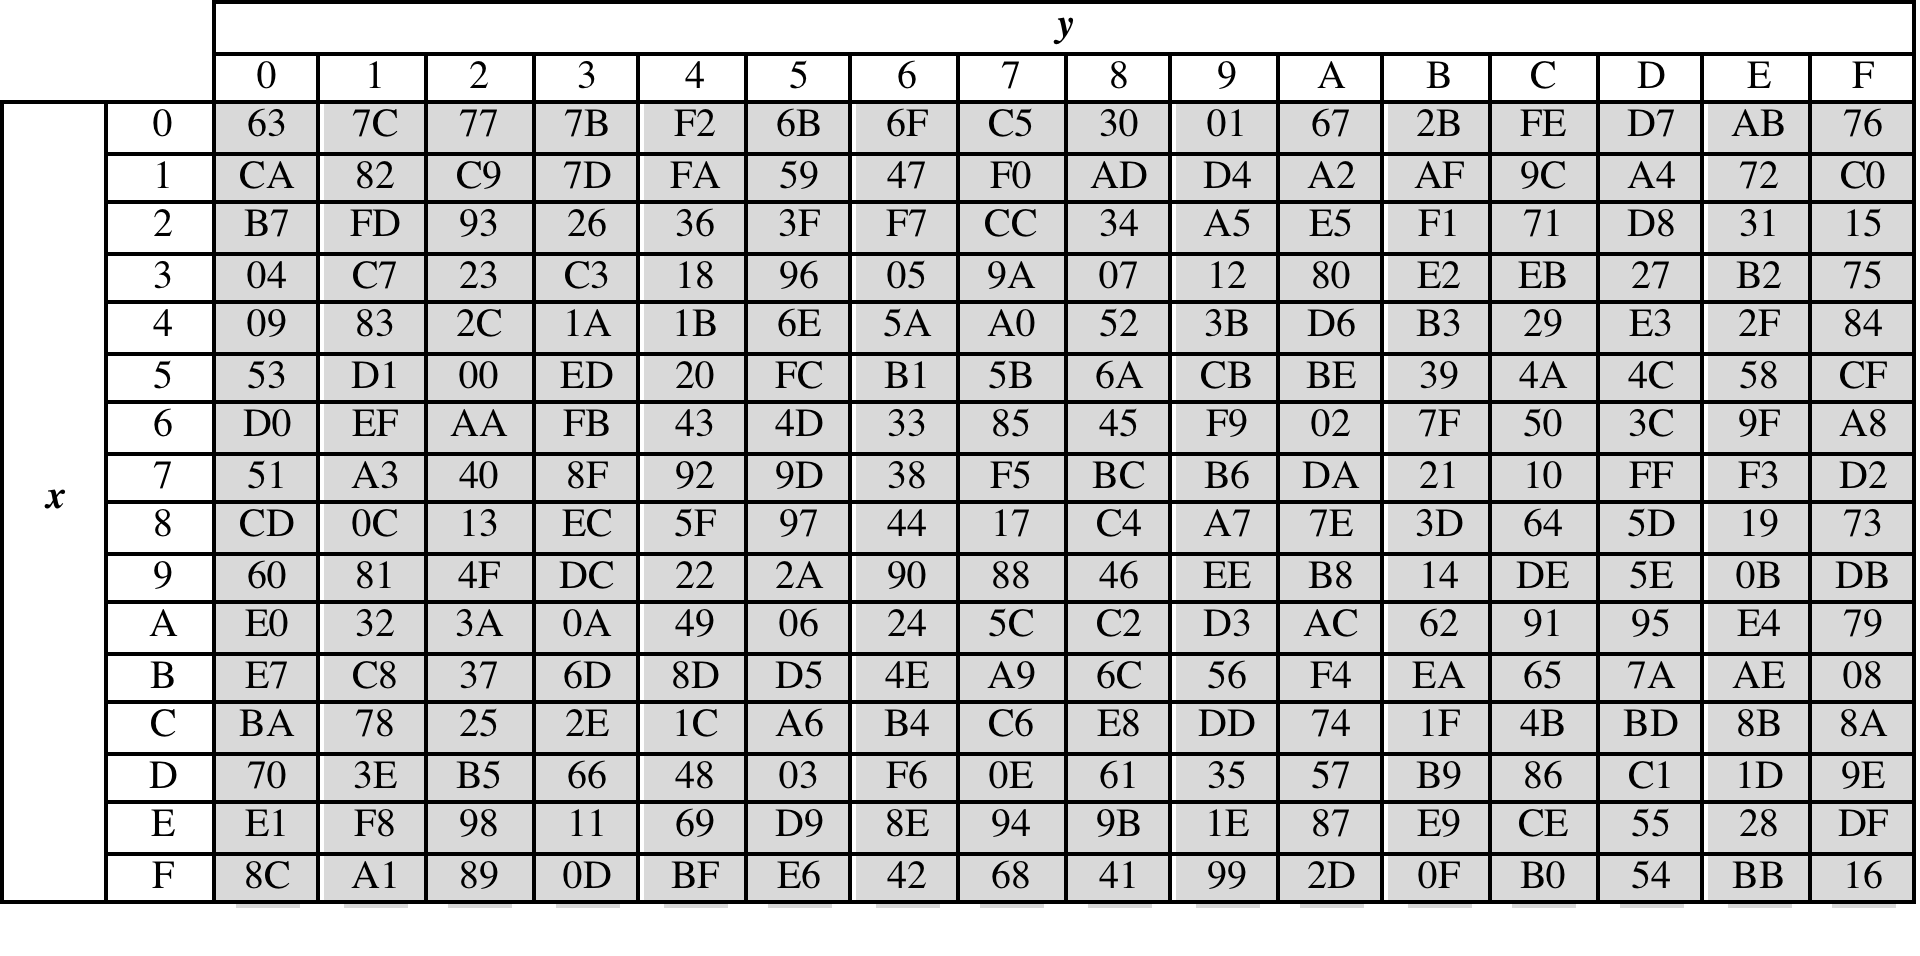 y
0 1 2 3 4 5 6 7 8 9 A B C D E F
0 63 7C 77 7B F2 6B 6F C5 30 01 67 2B FE D7 AB 76
1 CA 82 C9 7D FA 59 47 F0 AD D4 A2 AF 9C A4 72 C0
2 B7 FD 93 26 36 3F F7 CC 34 A5 E5 F1 71 D8 31 15
3 04 C7 23 C3 18 96 05 9A 07 12 80 E2 EB 27 B2 75
4 09 83 2C 1A 1B 6E 5A A0 52 3B D6 B3 29 E3 2F 84
5 53 D1 00 ED 20 FC B1 5B 6A CB BE 39 4A 4C 58 CF
6 D0 EF AA FB 43 4D 33 85 45 F9 02 7F 50 3C 9F A8
x 7 51 A3 40 8F 92 9D 38 F5 BC B6 DA 21 10 FF F3 D2
8 CD 0C 13 EC 5F 97 44 17 C4 A7 7E 3D 64 5D 19 73
9 60 81 4F DC 22 2A 90 88 46 EE B8 14 DE 5E 0B DB
A E0 32 3A 0A 49 06 24 5C C2 D3 AC 62 91 95 E4 79
B E7 C8 37 6D 8D D5 4E A9 6C 56 F4 EA 65 7A AE 08
C BA 78 25 2E 1C A6 B4 C6 E8 DD 74 1F 4B BD 8B 8A
D 70 3E B5 66 48 03 F6 0E 61 35 57 B9 86 C1 1D 9E
E E1 F8 98 11 69 D9 8E 94 9B 1E 87 E9 CE 55 28 DF
F 8C A1 89 0D BF E6 42 68 41 99 2D 0F B0 54 BB 16